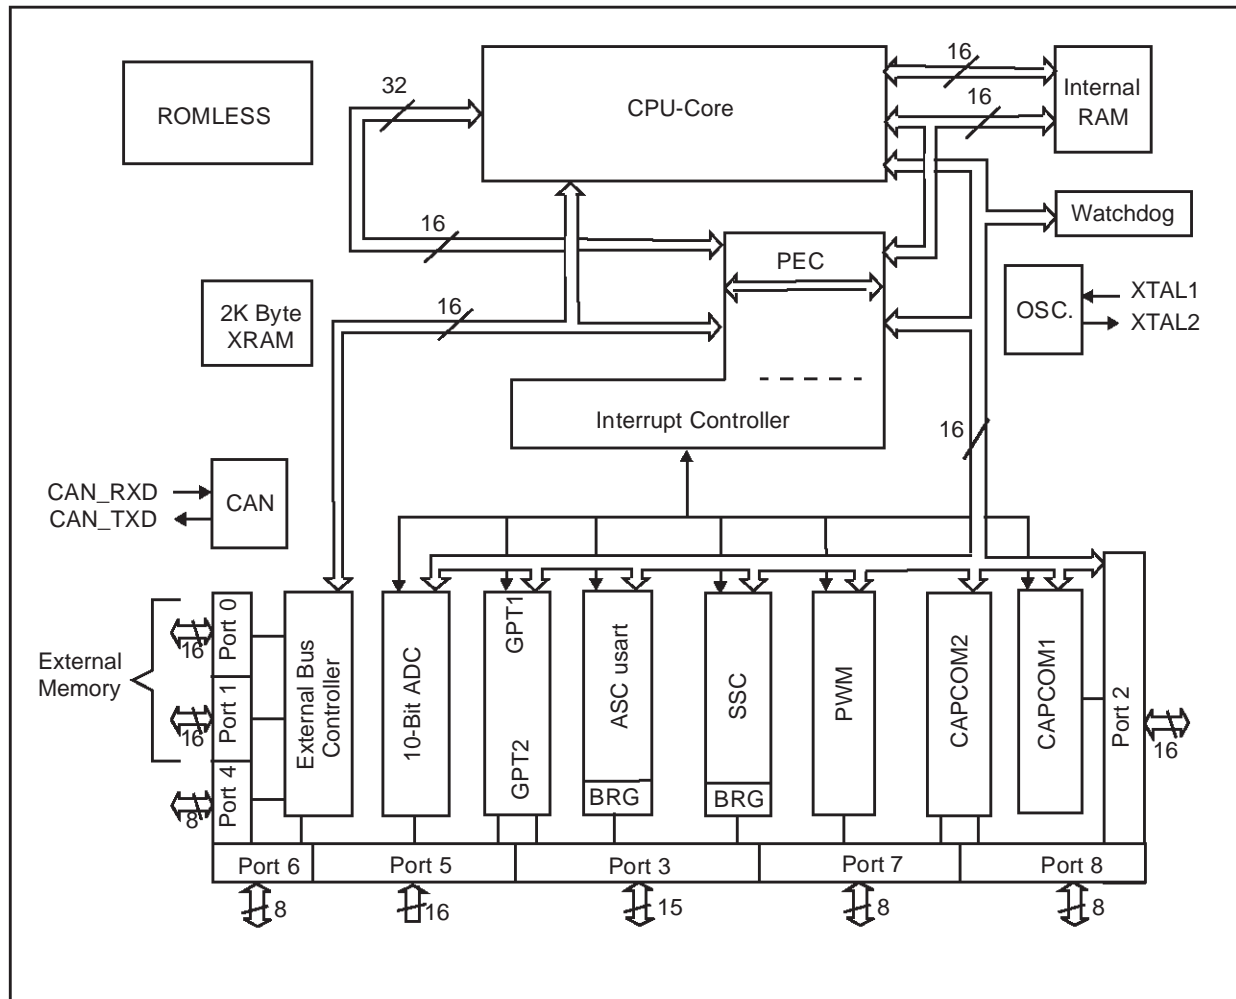 ROMLESS
32
CPU-Core
16
Internal
RAM
16
16
Watchdog
PEC
2K Byte
XRAM
16
OSC.
XTAL1
XTAL2
Interrupt Controller
16
CAN_RXD
CAN_TXD
CAN
External
Memory
16
16
8
Port 0
Port 1
Port 4
External Bus
Controller
10-Bit ADC
GPT1
GPT2
ASC usart
BRG
SSC
BRG
PWM
CAPCOM2
CAPCOM1
Port 2
16
Port 6
Port 5
Port 3
Port 7
Port 8
8
16
15
8
8